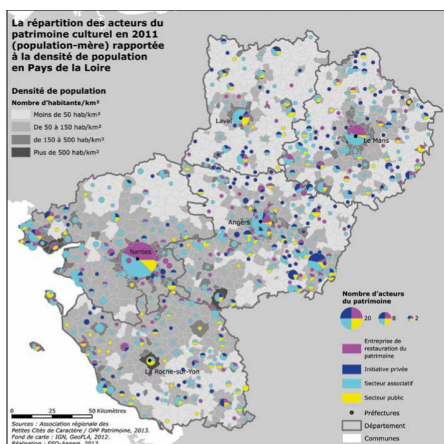 La répartition des acteurs du
patrimoine culturel en 2011
(population-mère) rapportée
à la densité de population
en Pays de la Loire
Densité de population
Nombre d'habitants/km²
Moins de 50 hab/km²
De 50 à 150 hab/km²
de 150 à 500 hab/km²
Plus de 500 hab/km²
Laval
Le Mans
Angers
Nantes
La Roche-sur-Yon
Nombre d'acteurs
du patrimoine
20
8
2
Entreprise de
restauration du
patrimoine
Initiative privée
Secteur associatif
Secteur public
Préfectures
Département
Communes
0 25 50 Kilomètres
Sources : Association régionale des
Petites Cités de Caractère / OPP Patrimoine, 2013.
Fond de carte : IGN, GeoFLA, 2012.
Réalisation : ESO-Angers, 2013